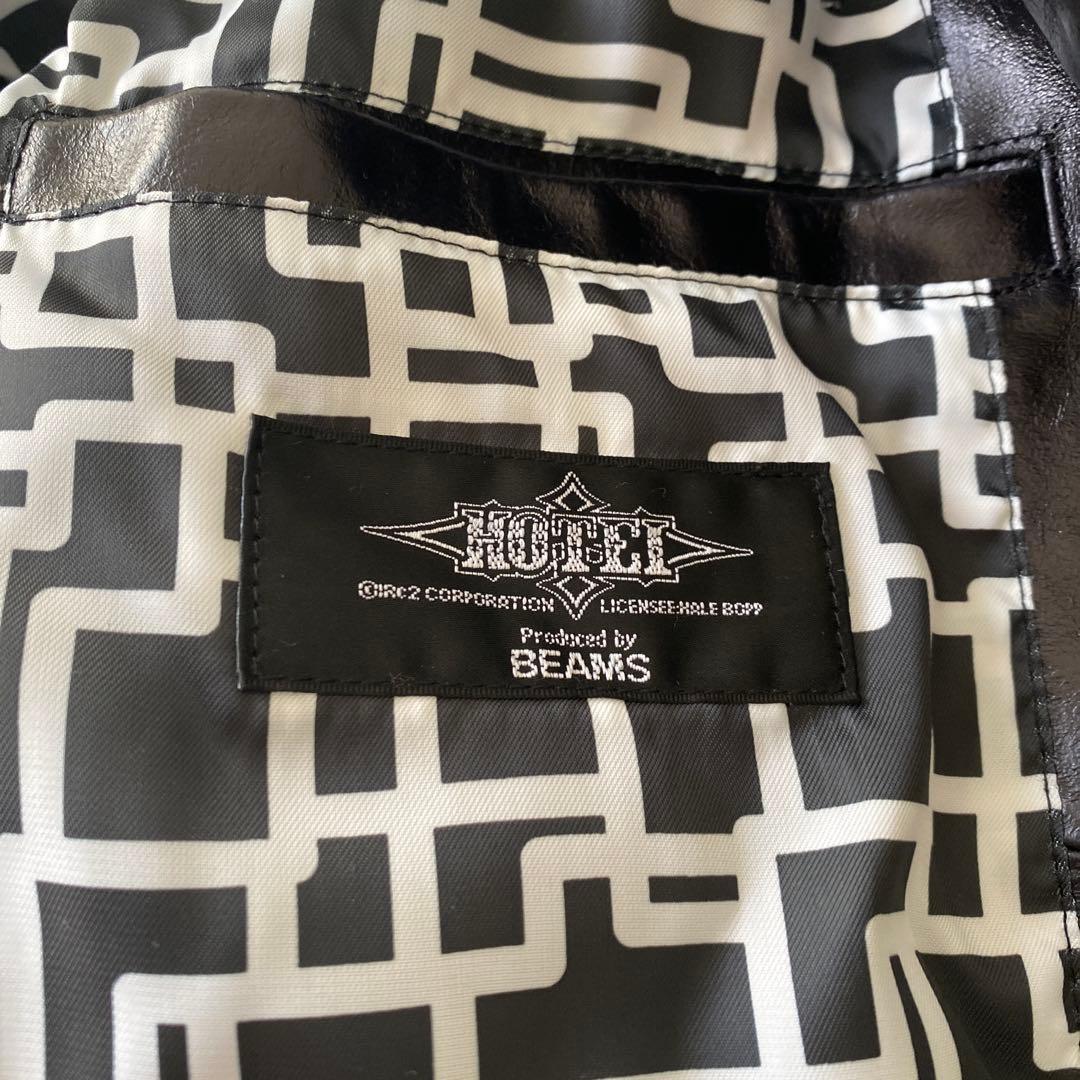 HOTEI
©IRc2 CORPORATION LICENSEE:HALE BOPP
Produced by
BEAMS